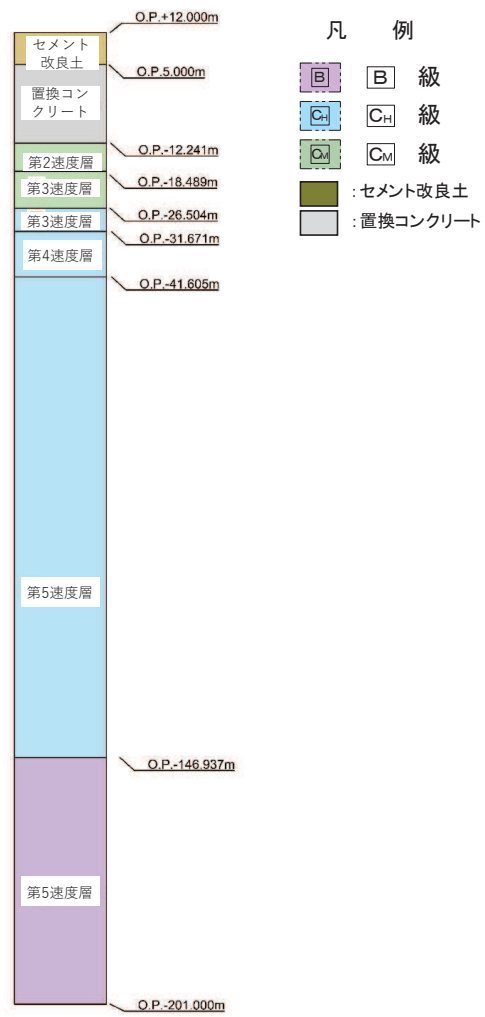 O.P.+12.000m
セメント
改良土
O.P.5.000m
置換コン
クリート
O.P.-12.241m
第2速度層
O.P.-18.489m
第3速度層
O.P.-26.504m
第3速度層
O.P.-31.671m
第4速度層
O.P.-41.605m
第5速度層
O.P.-146.937m
第5速度層
O.P.-201.000m
凡 例
B B 級
CH CH 級
CM CM 級
:セメント改良土
:置換コンクリート